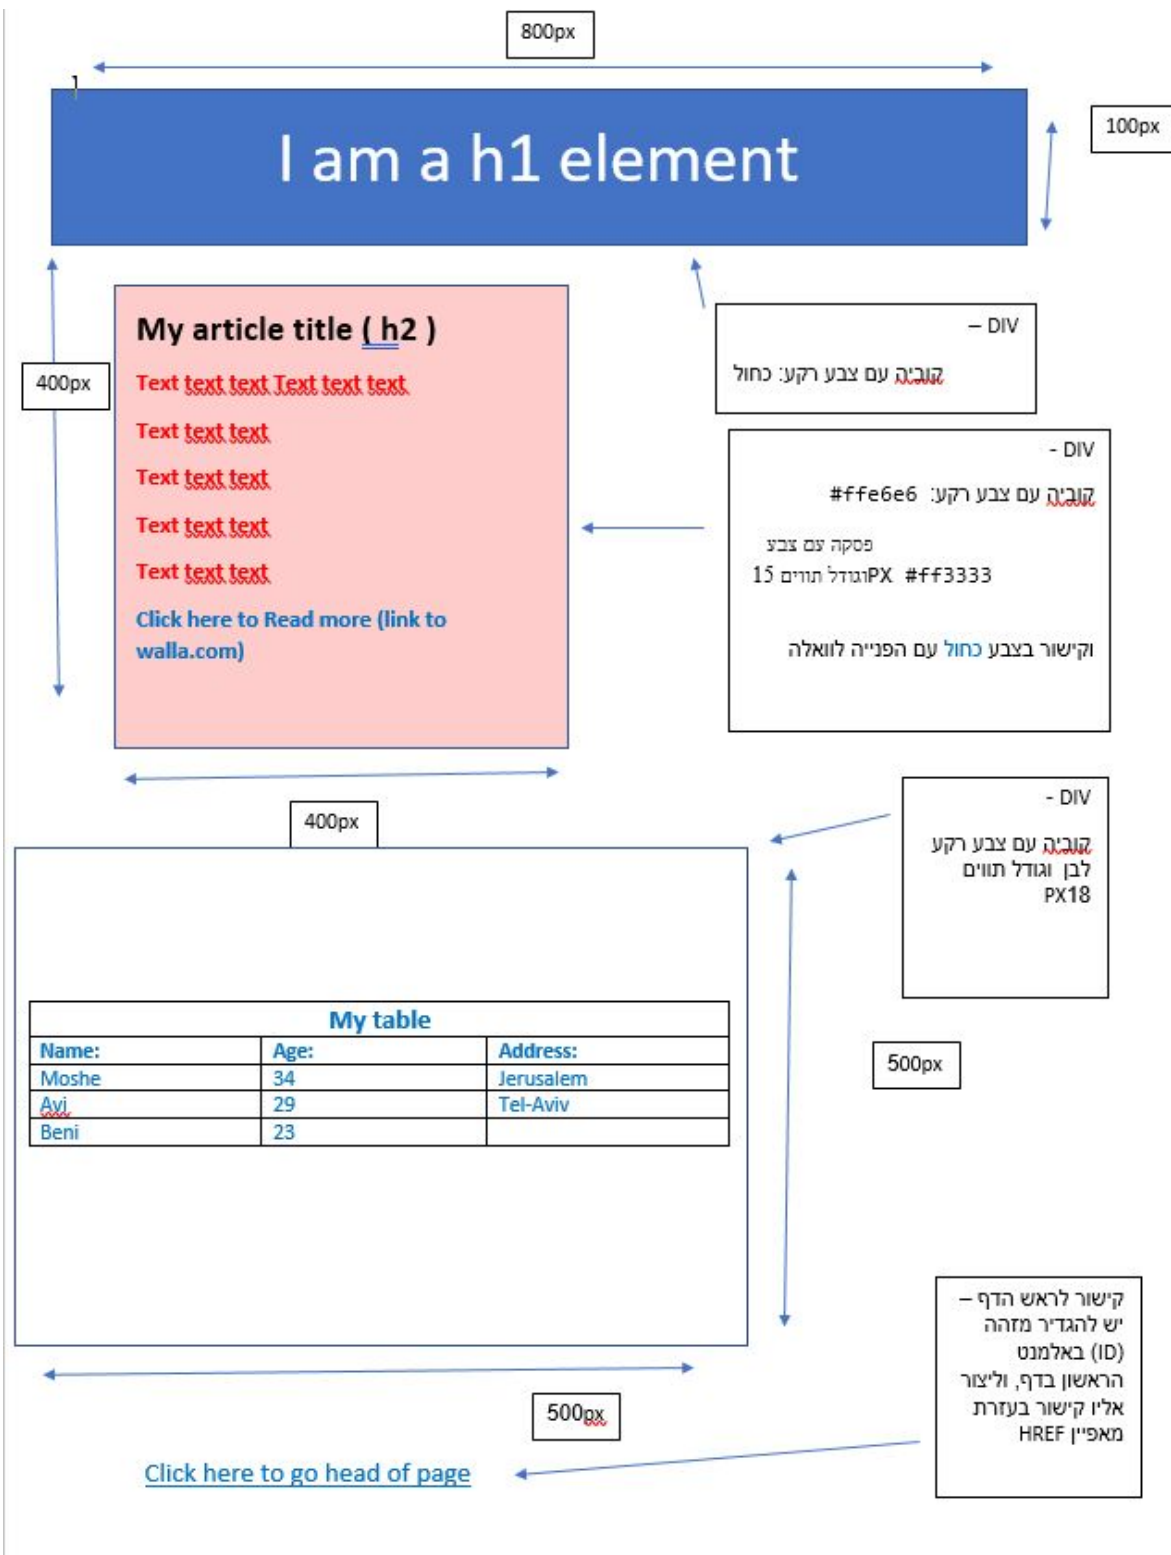 800px
I am a h1 element
100px
400px
My article title ( h2 )
Text text text Text text text
Text text text
Text text text
Text text text
Text text text
Click here to Read more (link to
walla.com)
DIV –
קוביה עם צבע רקע: כחול
DIV -
קוביה עם צבע רקע: #ffe6e6
פסקה עם צבע
#ff3333 וגודל תווים 15PX
וקישור בצבע כחול עם הפנייה לוואלה
400px
DIV -
קוביה עם צבע רקע
לבן וגודל תווים
PX18
My table
Name: Age: Address:
Moshe 34 Jerusalem
Avi 29 Tel-Aviv
Beni 23
500px
500px
קישור לראש הדף –
יש להגדיר מזהה
(ID) באלמנט
הראשון בדף, וליצור
אליו קישור בעזרת
מאפיין HREF
Click here to go head of page